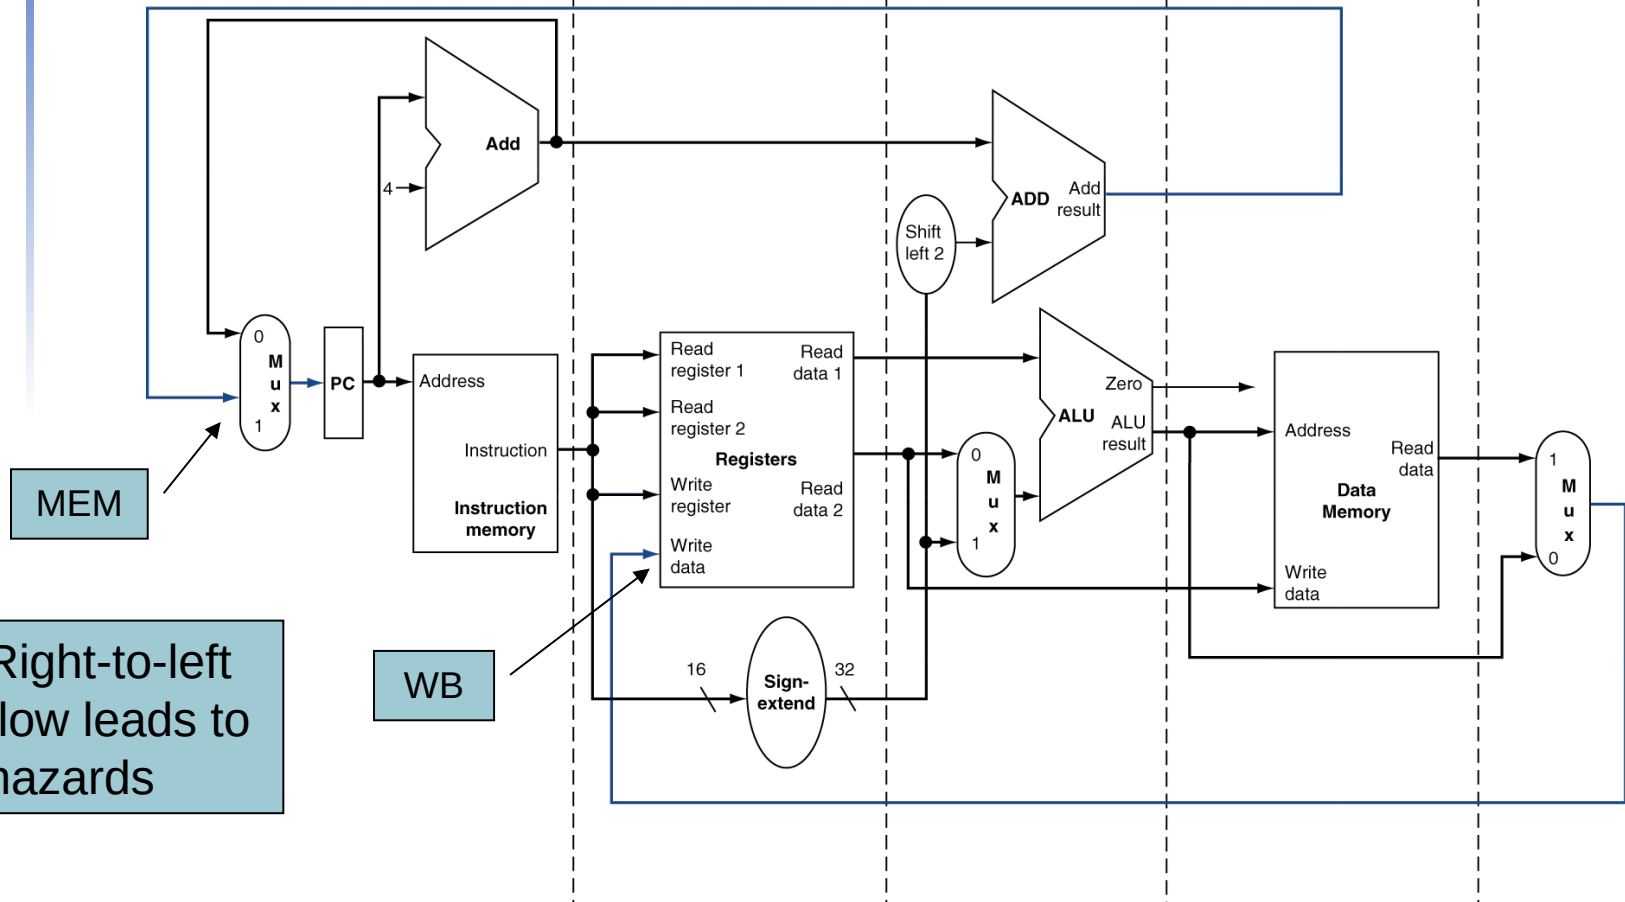 Add
4
ADD
Add
result
Shift
left 2
0
M
u
x
1
PC
Address
Instruction
Instruction
memory
Read
register 1
Read
data 1
Read
register 2
Registers
Write
register
Read
data 2
Write
data
0
M
u
x
1
Zero
ALU
ALU
result
Address
Read
data
Data
Memory
Write
data
1
M
u
x
0
MEM
WB
16
Sign-
extend
32
Right-to-left
low leads to
hazards